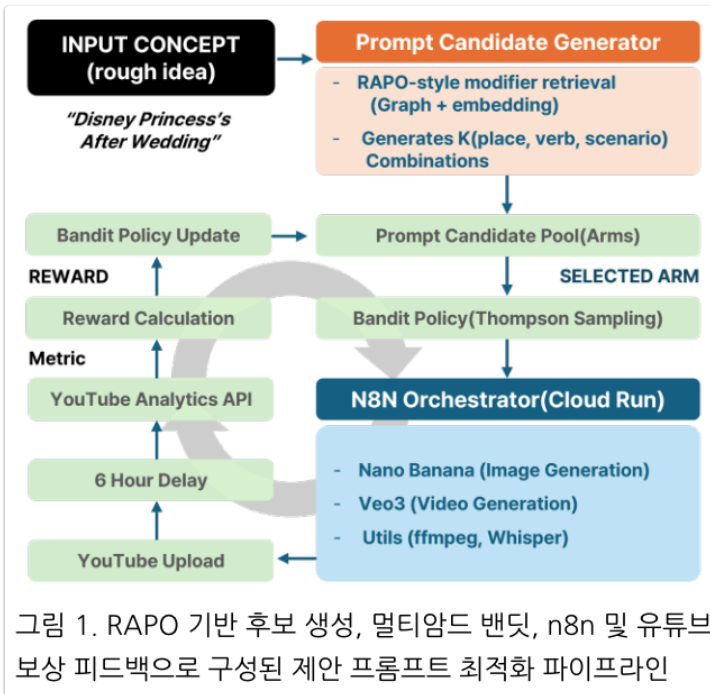 INPUT CONCEPT
(rough idea)
"Disney Princess's
After Wedding"
Prompt Candidate Generator
- RAPO-style modifier retrieval
(Graph + embedding)
- Generates K(place, verb, scenario)
Combinations
Bandit Policy Update
Prompt Candidate Pool(Arms)
REWARD
SELECTED ARM
Reward Calculation
Bandit Policy(Thompson Sampling)
Metric
YouTube Analytics API
N8N Orchestrator(Cloud Run)
- Nano Banana (Image Generation)
- Veo3 (Video Generation)
- Utils (ffmpeg, Whisper)
6 Hour Delay
YouTube Upload
그림 1. RAPO 기반 후보 생성, 멀티암드 밴딧, n8n 및 유튜브
보상 피드백으로 구성된 제안 프롬프트 최적화 파이프라인